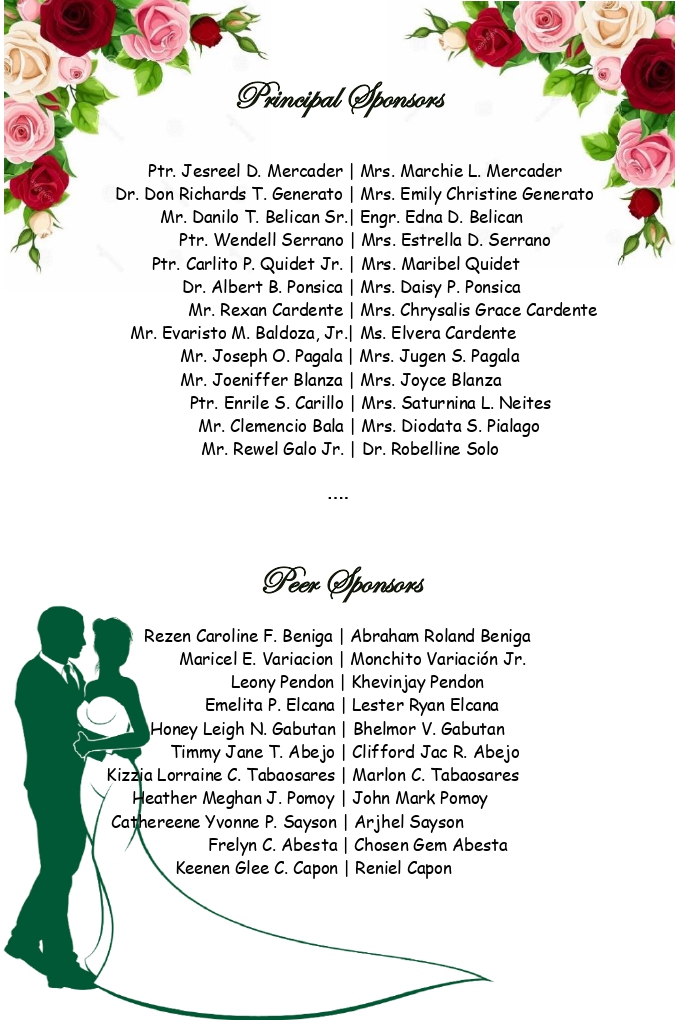 Principal Sponsors
Ptr. Jesreel D. Mercader | Mrs. Marchie L. Mercader
Dr. Don Richards T. Generato | Mrs. Emily Christine Generato
Mr. Danilo T. Belican Sr.| Engr. Edna D. Belican
Ptr. Wendell Serrano | Mrs. Estrella D. Serrano
Ptr. Carlito P. Quidet Jr. | Mrs. Maribel Quidet
Dr. Albert B. Ponsica | Mrs. Daisy P. Ponsica
Mr. Rexan Cardente | Mrs. Chrysalis Grace Cardente
Mr. Evaristo M. Baldoza, Jr.| Ms. Elvera Cardente
Mr. Joseph O. Pagala | Mrs. Jugen S. Pagala
Mr. Joeniffer Blanza | Mrs. Joyce Blanza
Ptr. Enrile S. Carillo | Mrs. Saturnina L. Neites
Mr. Clemencio Bala | Mrs. Diodata S. Pialago
Mr. Rewel Galo Jr. | Dr. Robelline Solo
....
Peer Sponsors
Rezen Caroline F. Beniga | Abraham Roland Beniga
Maricel E. Variacion | Monchito Variación Jr.
Leony Pendon | Khevinjay Pendon
Emelita P. Elcana | Lester Ryan Elcana
Honey Leigh N. Gabutan | Bhelmor V. Gabutan
Timmy Jane T. Abejo | Clifford Jac R. Abejo
Kizzia Lorraine C. Tabaosares | Marlon C. Tabaosares
Heather Meghan J. Pomoy | John Mark Pomoy
Cathereene Yvonne P. Sayson | Arjhel Sayson
Frelyn C. Abesta | Chosen Gem Abesta
Keenen Glee C. Capon | Reniel Capon